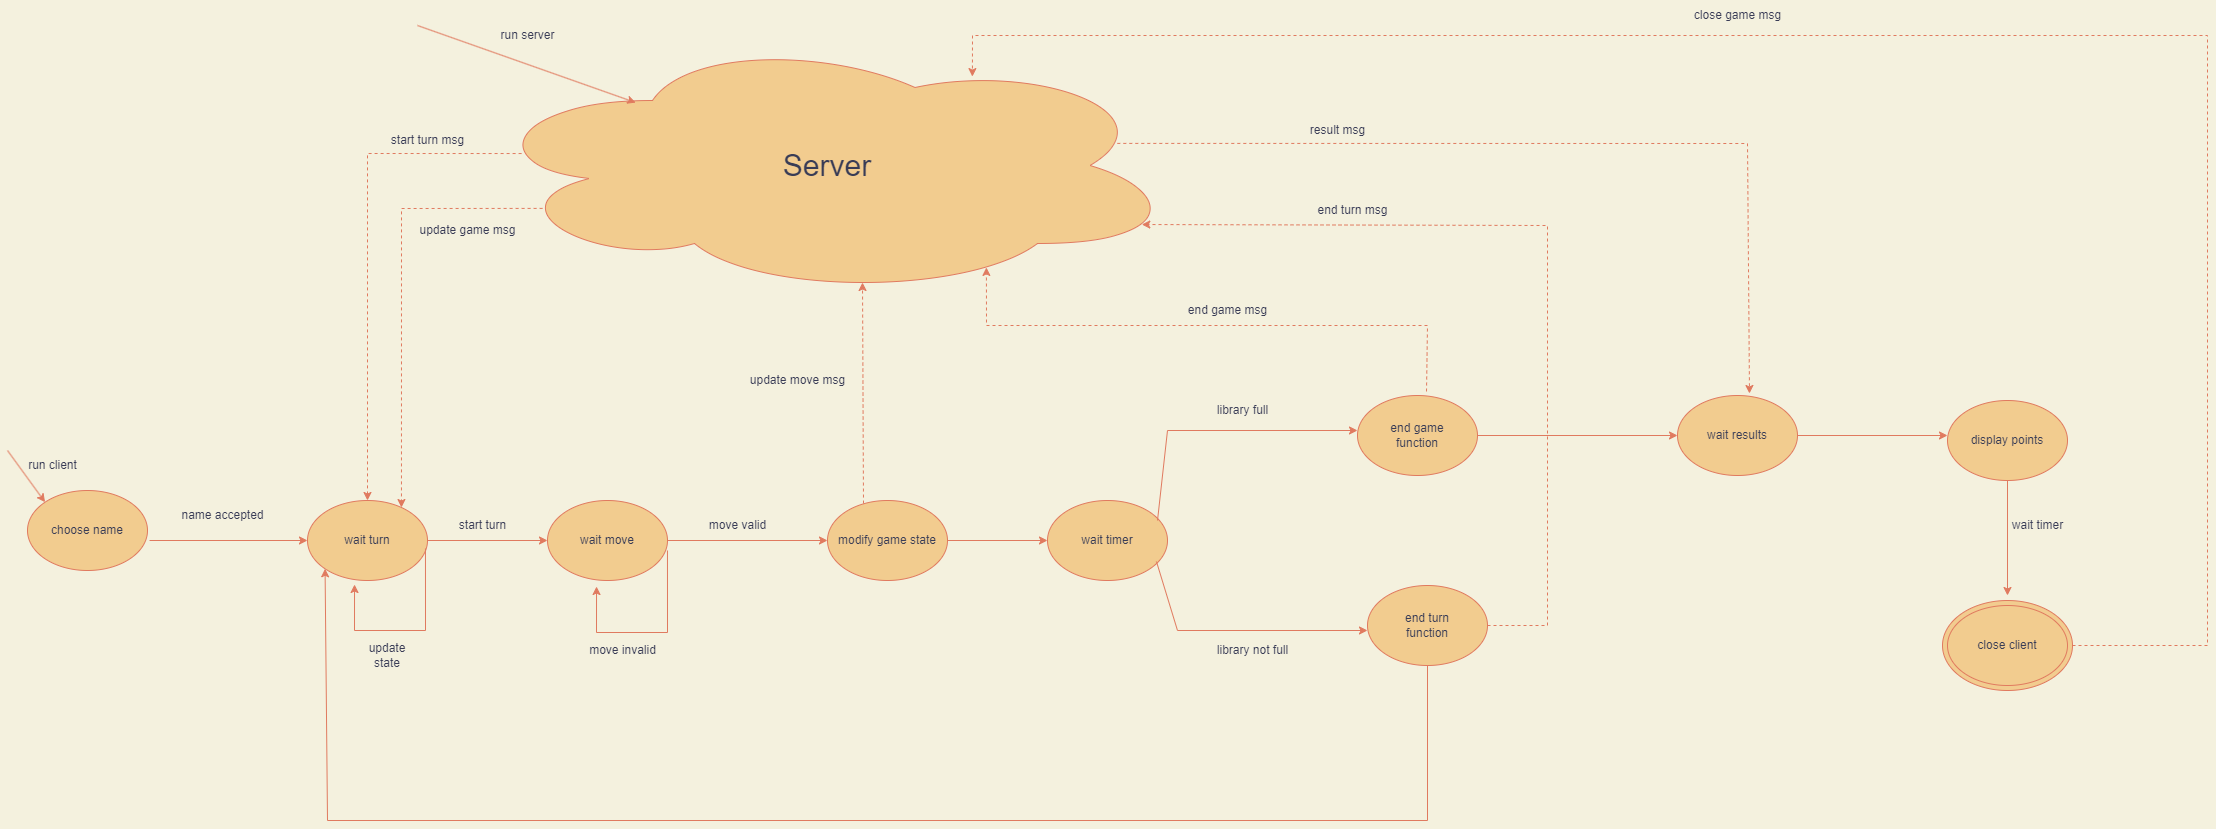 close game msg
run server
result msg
start turn msg
Server
end turn msg
update game msg
end game msg
update move msg
library full
end game
function
wait results
display points
run client
name accepted
start turn
move valid
wait timer
choose name
wait turn
wait move
modify game state
wait timer
end turn
function
update
state
move invalid
library not full
close client